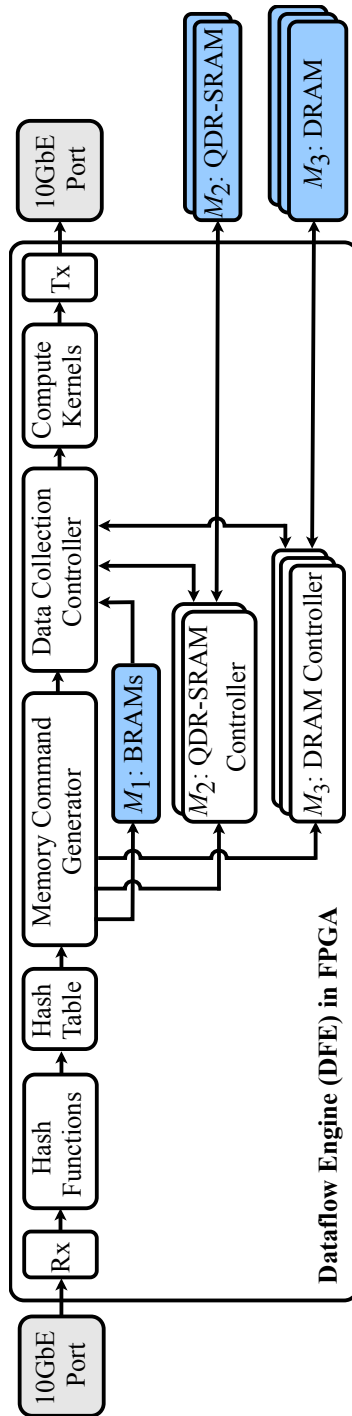 10GbE
Port
Rx
Hash
Functions
Hash
Table
Memory Command
Generator
Data Collection
Controller
Compute
Kernels
Tx
10GbE
Port
M1: BRAMs
M2: QDR-SRAM
Controller
M2: QDR-SRAM
M3: DRAM Controller
M3: DRAM
Dataflow Engine (DFE) in FPGA